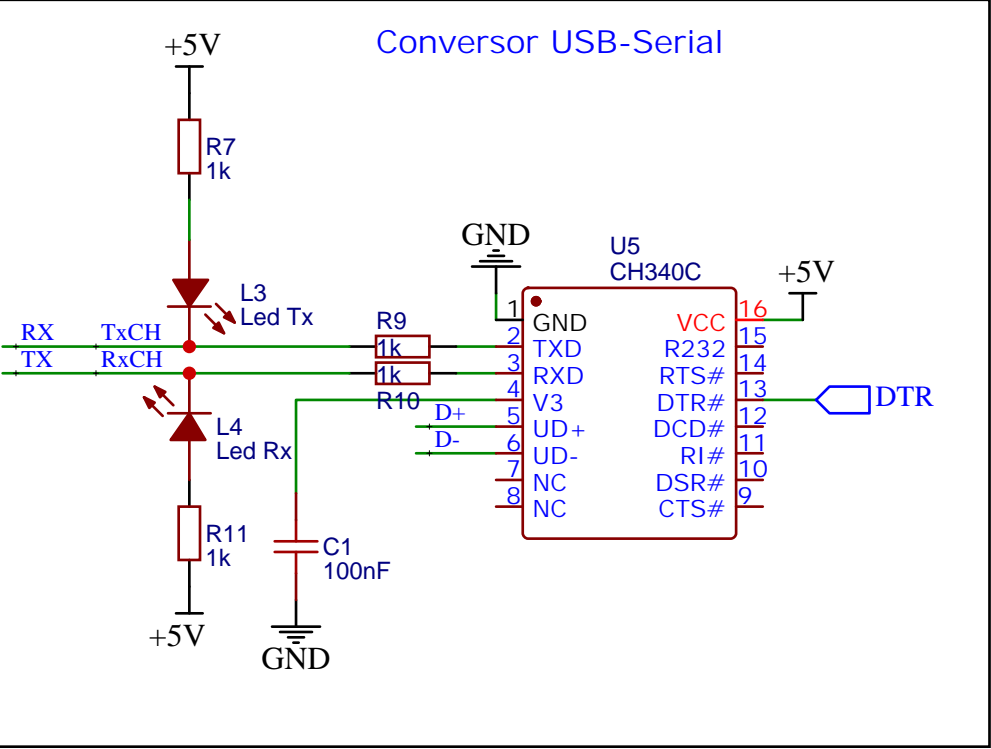 Conversor USB-Serial
+5V
R7
1k
L3
Led Tx
RX
TxCH
TX
RxCH
R9
1k
1k
R10
L4
Led Rx
R11
1k
+5V
C1
100nF
GND
GND
D+
D-
U5
CH340C
+5V
1 GND
2 TXD
3 RXD
4 V3
5 UD+
6 UD-
7 NC
8 NC
VCC 16
R232 15
RTS# 14
DTR# 13
DCD# 12
RI# 11
DSR# 10
CTS# 9
DTR